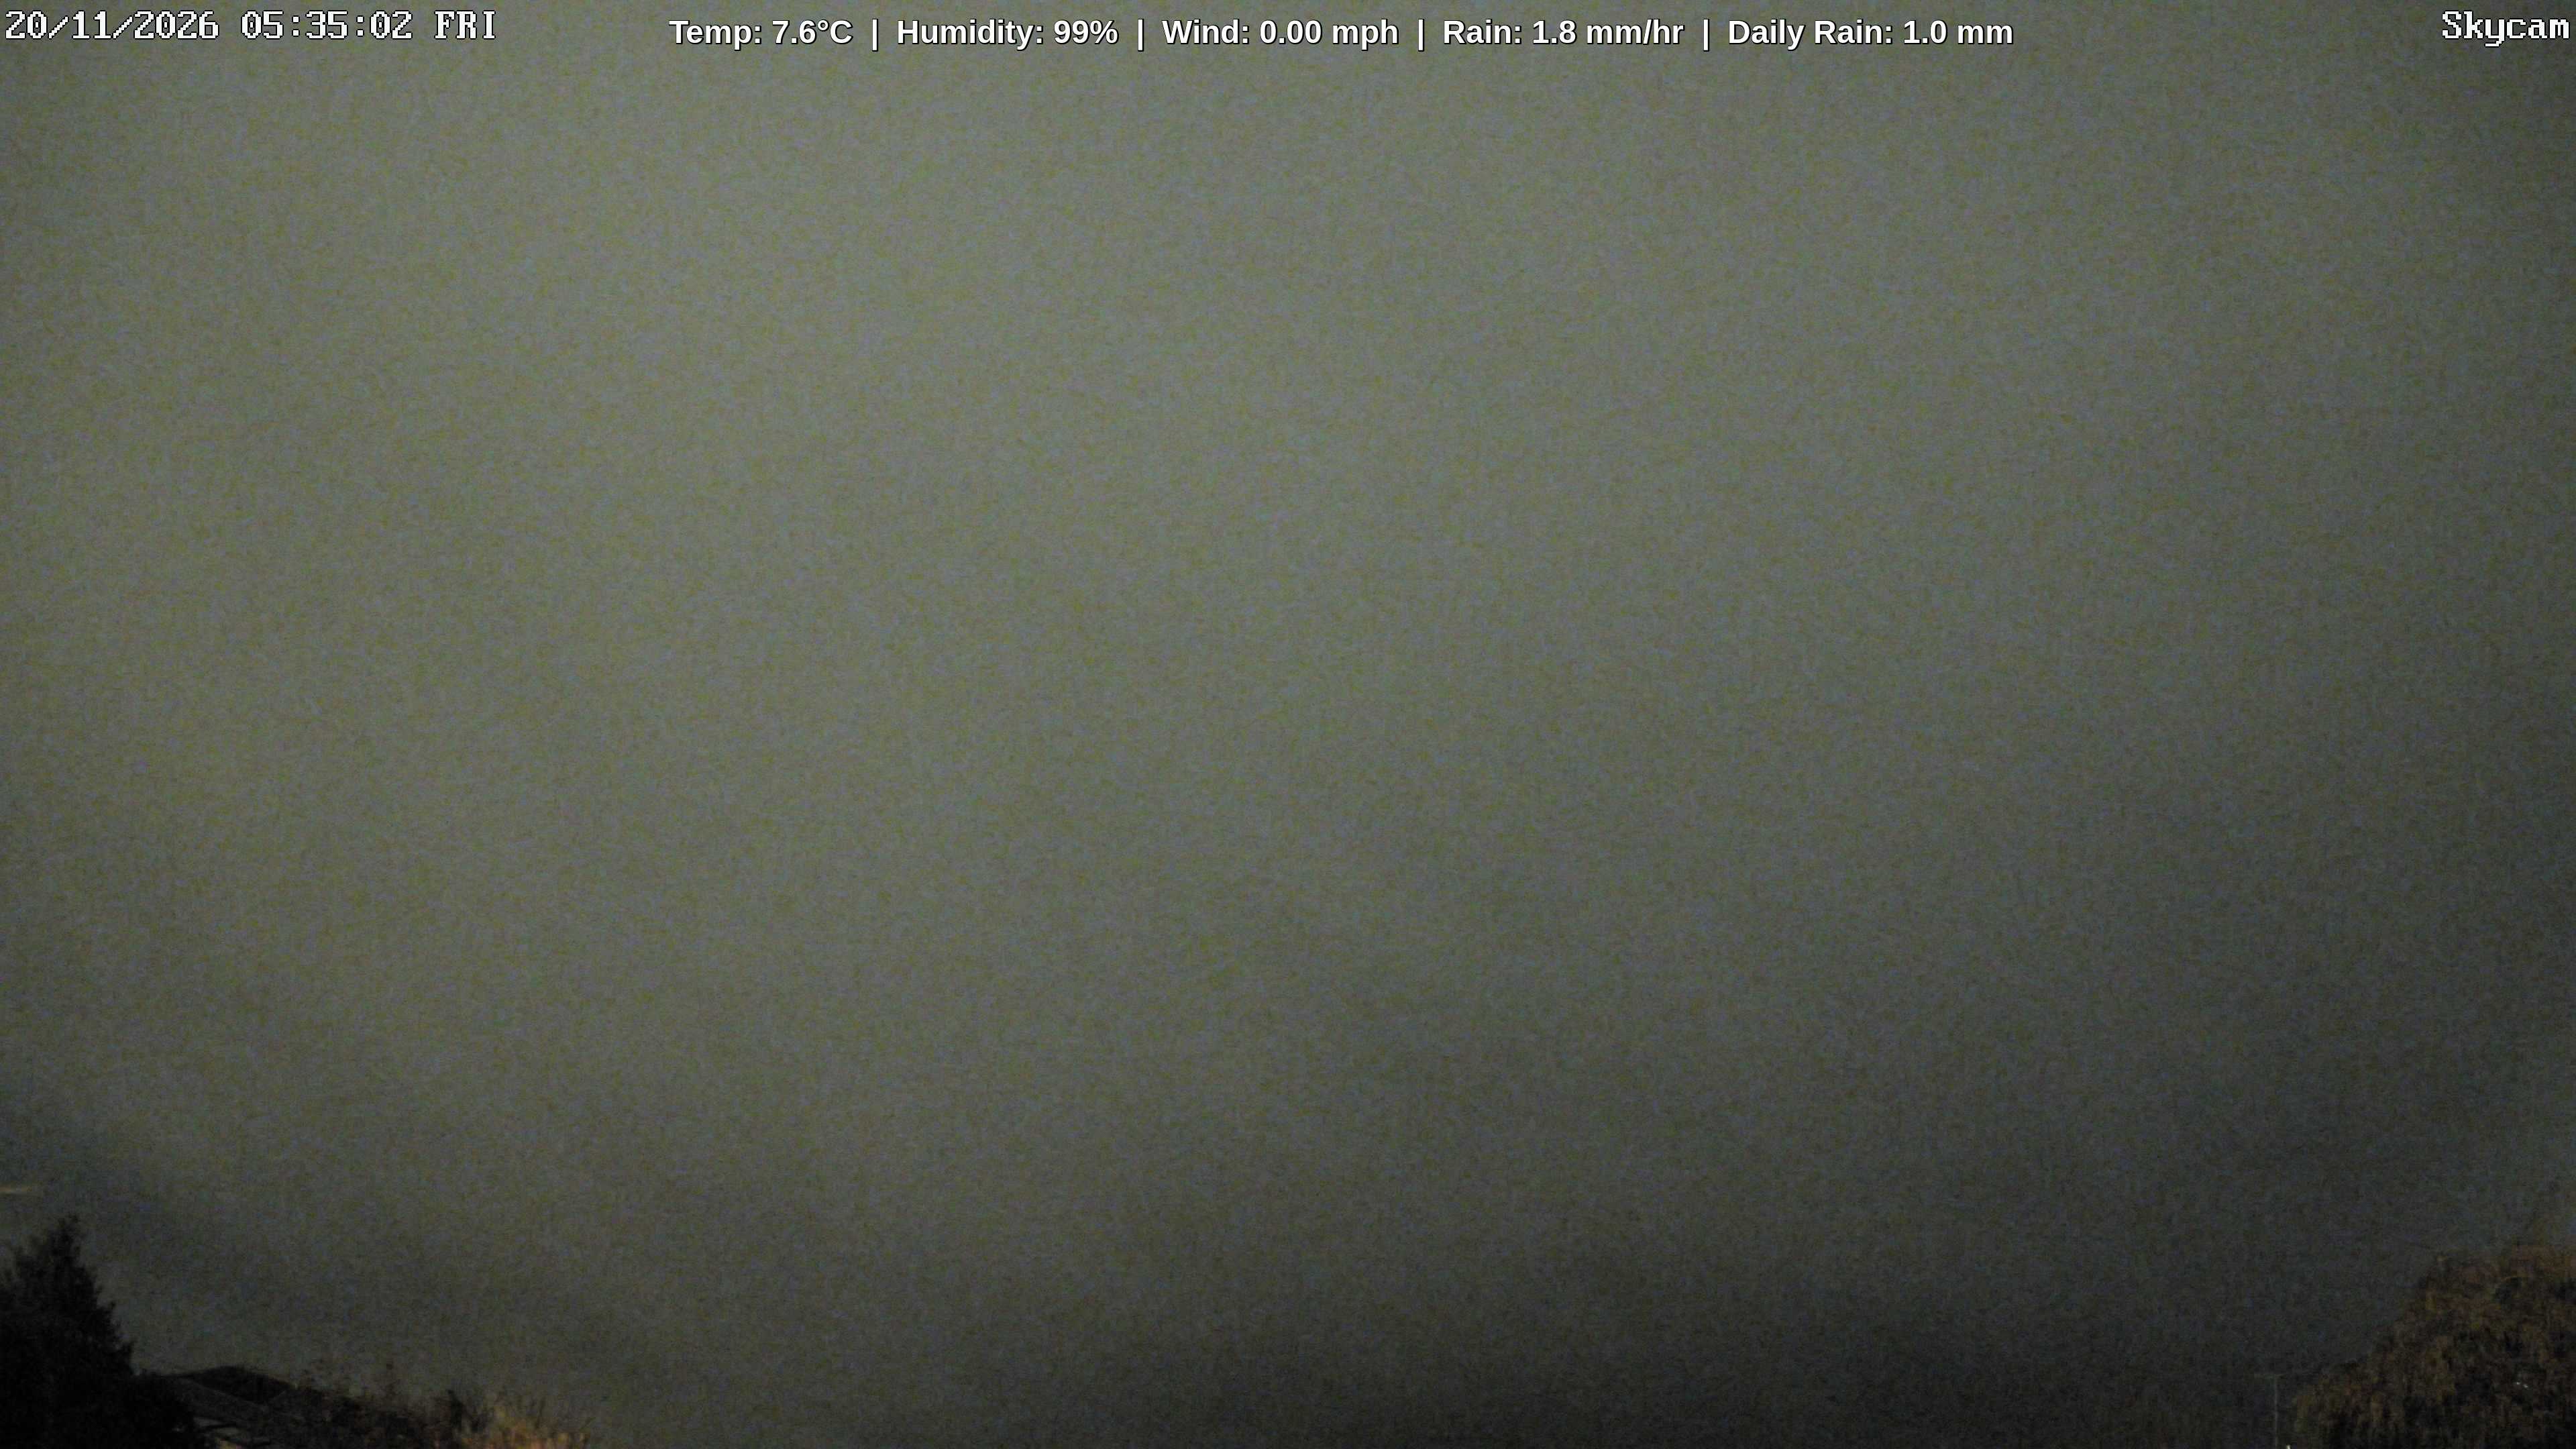 20/11/2026 05:35:02 FRI
Temp: 7.6°C | Humidity: 99% | Wind: 0.00 mph | Rain: 1.8 mm/hr | Daily Rain: 1.0 mm
Skycam